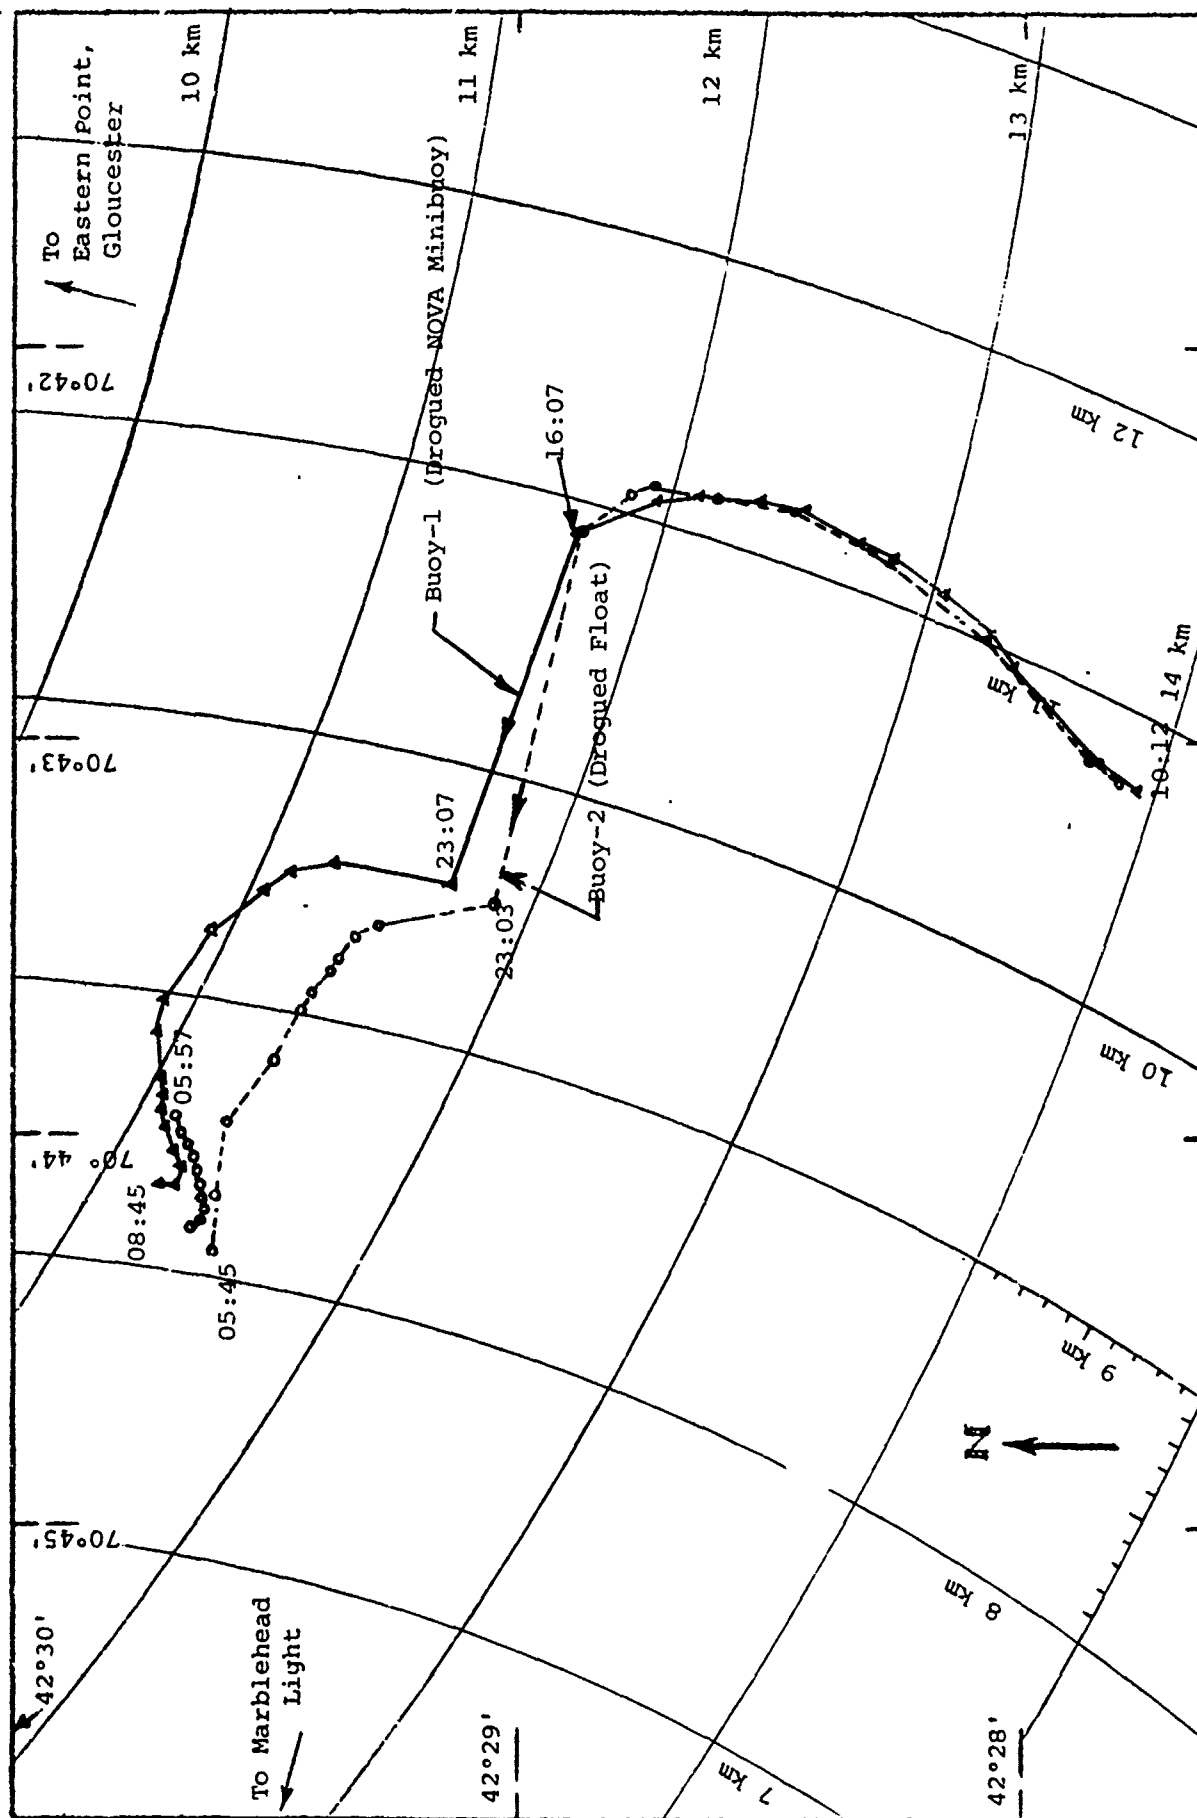 To
Eastern Point,
Gloucester
10 km
11 km
12 km
13 km
14 km
70°42'
70°43'
70° 44'
70°45'
Buoy-1 (Drogued NOVA Minibuoy)
16:07
Buoy-2 (Drogued Float)
23:07
23:03
10:12
05:57
08:45
05:45
12 km
11 km
10 km
9 km
8 km
7 km
N
42°30'
To Marblehead
Light
42°29'
42°28'